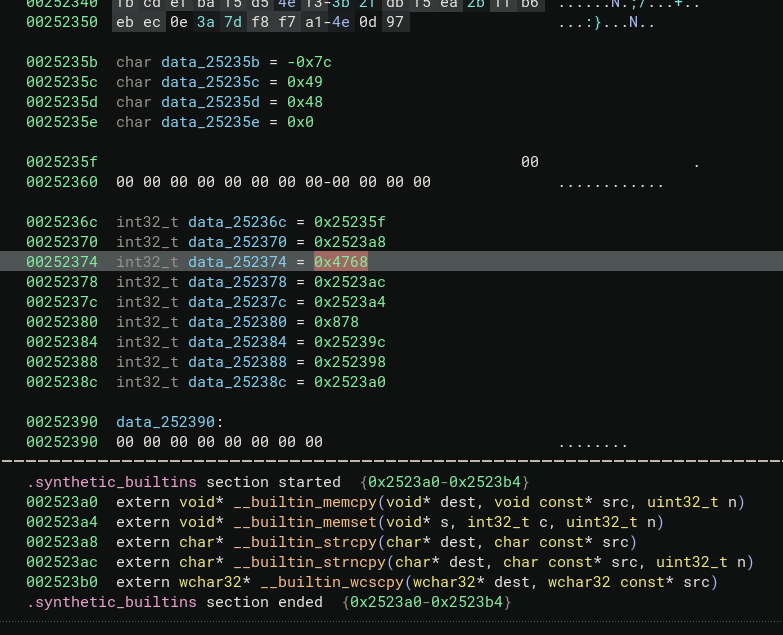 00252340 fb cd ef ba f5 d5 4e f3-3b 2f db f5 ea 2b ff b6 ......N.;/...+..
00252350 eb ec 0e 3a 7d f8 f7 a1-4e 0d 97 ...:}...N..
0025235b char data_25235b = -0x7c
0025235c char data_25235c = 0x49
0025235d char data_25235d = 0x48
0025235e char data_25235e = 0x0
0025235f 00 .
00252360 00 00 00 00 00 00 00 00-00 00 00 00 ............
0025236c int32_t data_25236c = 0x25235f
00252370 int32_t data_252370 = 0x2523a8
00252374 int32_t data_252374 = 0x4768
00252378 int32_t data_252378 = 0x2523ac
0025237c int32_t data_25237c = 0x2523a4
00252380 int32_t data_252380 = 0x878
00252384 int32_t data_252384 = 0x25239c
00252388 int32_t data_252388 = 0x252398
0025238c int32_t data_25238c = 0x2523a0
00252390 data_252390:
00252390 00 00 00 00 00 00 00 00 ........
.synthetic_builtins section started {0x2523a0-0x2523b4}
002523a0 extern void* __builtin_memcpy(void* dest, void const* src, uint32_t n)
002523a4 extern void* __builtin_memset(void* s, int32_t c, uint32_t n)
002523a8 extern char* __builtin_strcpy(char* dest, char const* src)
002523ac extern char* __builtin_strncpy(char* dest, char const* src, uint32_t n)
002523b0 extern wchar32* __builtin_wcscpy(wchar32* dest, wchar32 const* src)
.synthetic_builtins section ended {0x2523a0-0x2523b4}